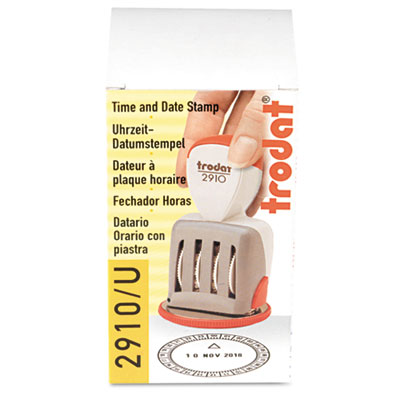 Time and Date Stamp
Uhrzeit-
Datumstempel
Dateur à
plaque horaire
Fechador Horas
Datario
Orario con
piastra
trodat®
trodat
2910
2910/U
10 NOV 2018